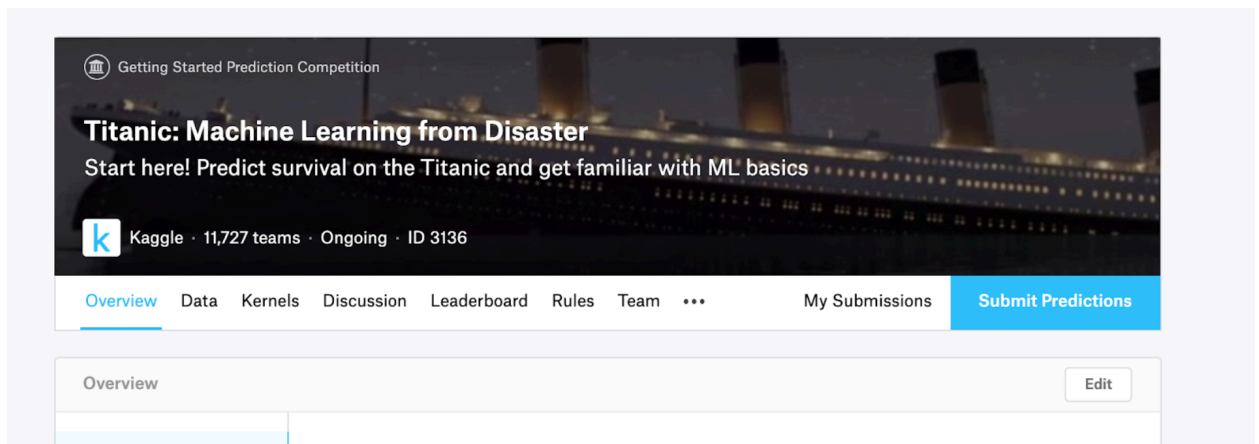 Getting Started Prediction Competition
Titanic: Machine Learning from Disaster
Start here! Predict survival on the Titanic and get familiar with ML basics
k Kaggle · 11,727 teams · Ongoing · ID 3136
Overview Data Kernels Discussion Leaderboard Rules Team ••• My Submissions Submit Predictions
Overview Edit